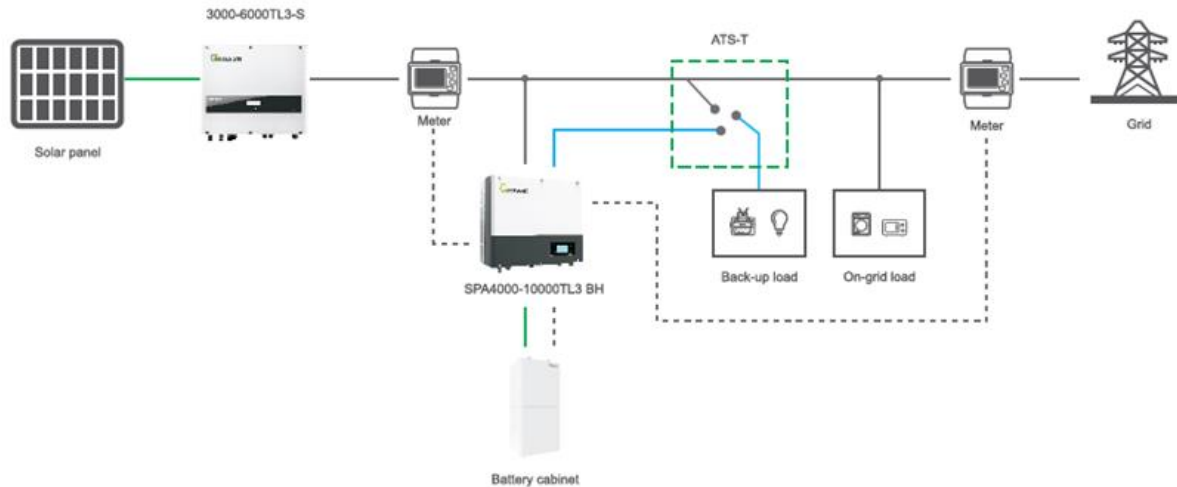 3000-6000TL3-S
ATS-T
Meter
Meter
Grid
Solar panel
Back-up load
On-grid load
SPA4000-10000TL3 BH
Battery cabinet